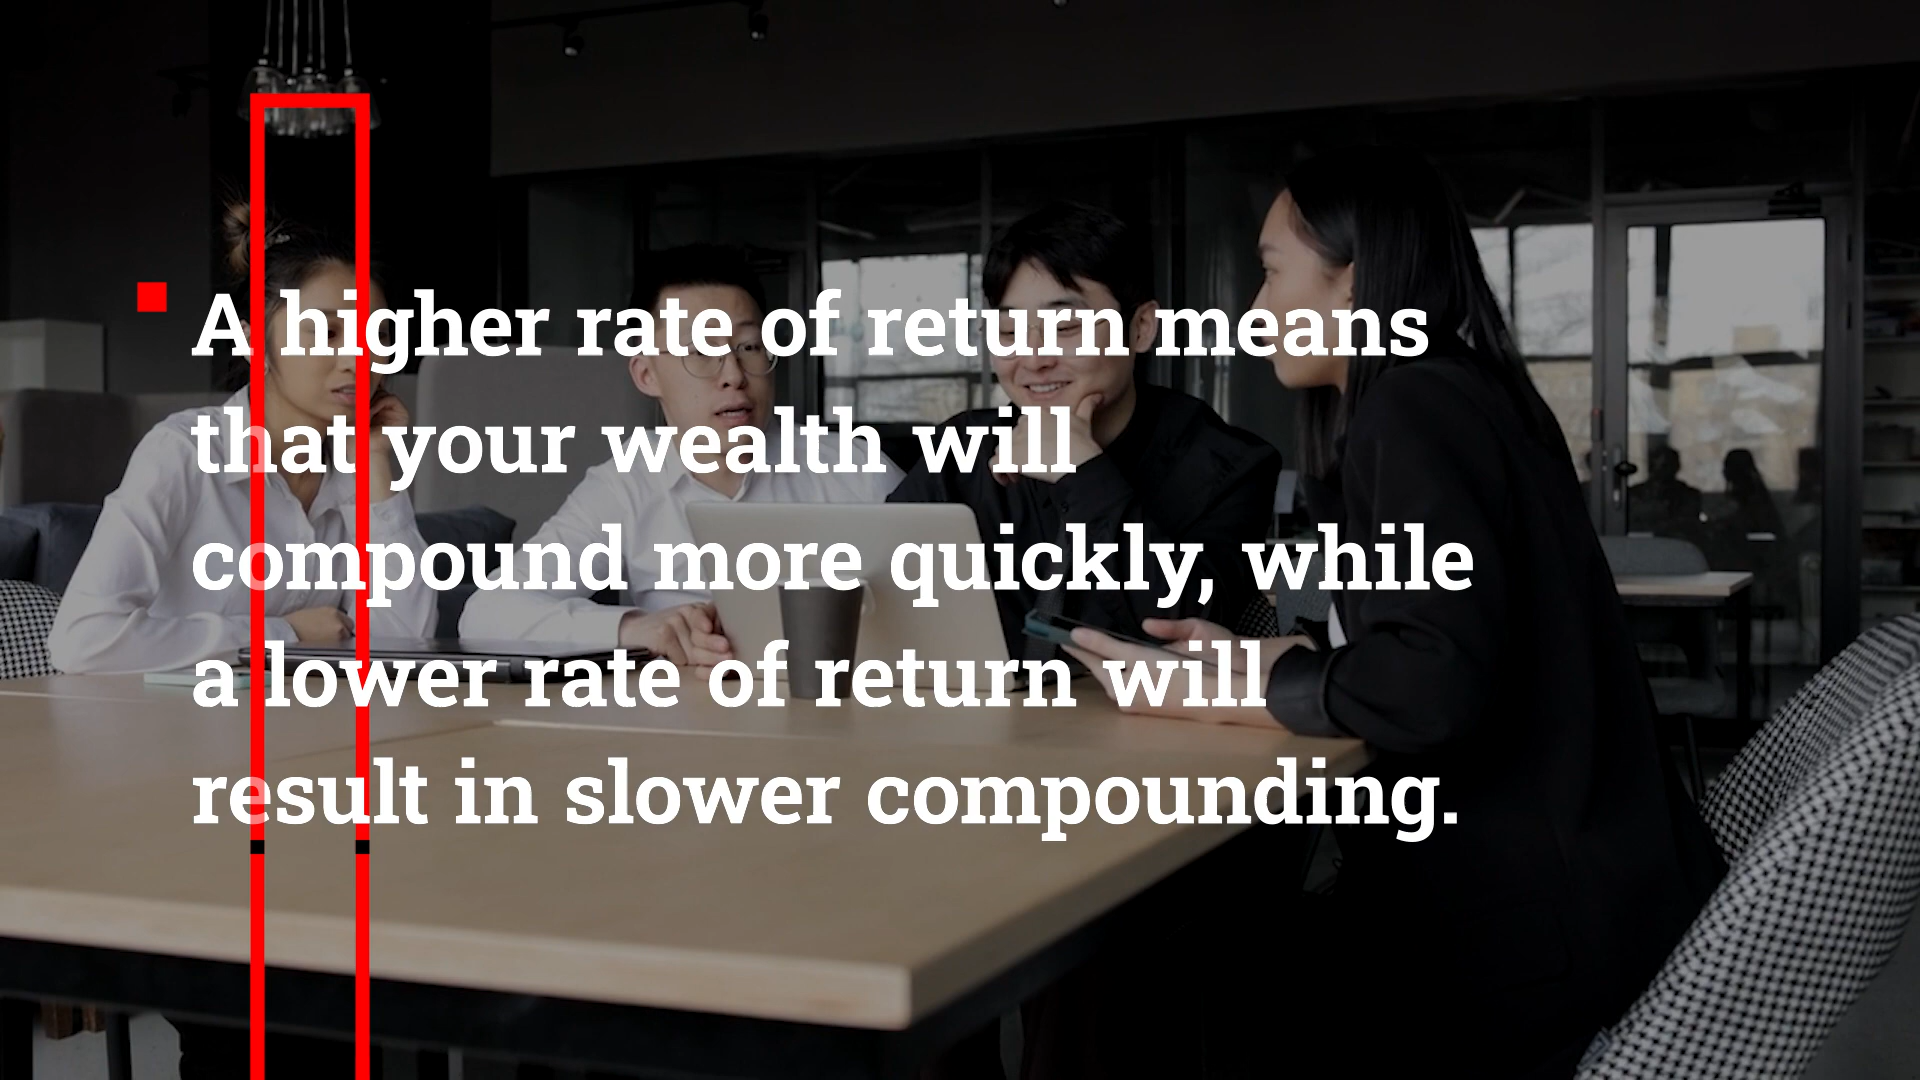 A higher rate of return means
that your wealth will
compound more quickly, while
a lower rate of return will
result in slower compounding.